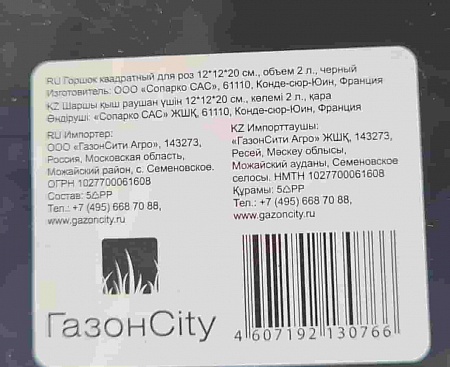 RU Горшок квадратный для роз 12*12*20 см., объем 2 л., черный
Изготовитель: ООО «Сопарко САС», 61110, Конде-сюр-Юин, Франция
KZ Шаршы қыш раушан үшін 12*12*20 см., көлемі 2 л., қара
Өндіруші: «Сопарко САС» ЖШҚ, 61110, Конде-сюр-Юин, Франция
RU Импортер:
ООО «ГазонСити Агро», 143273,
Россия, Московская область,
Можайский район, с. Семеновское.
ОГРН 1027700061608
Состав: 5△PP
Тел.: +7 (495) 668 70 88,
www.gazoncity.ru
KZ Импорттаушы:
«ГазонСити Агро» ЖШҚ, 143273,
Ресей, Мәскеу облысы,
Можайский ауданы, Семеновское
селосы. НМТН 1027700061608
Құрамы: 5△PP
Тел.: +7 (495) 668 70 88,
www.gazoncity.ru
ГазонCity
4 607192 130766